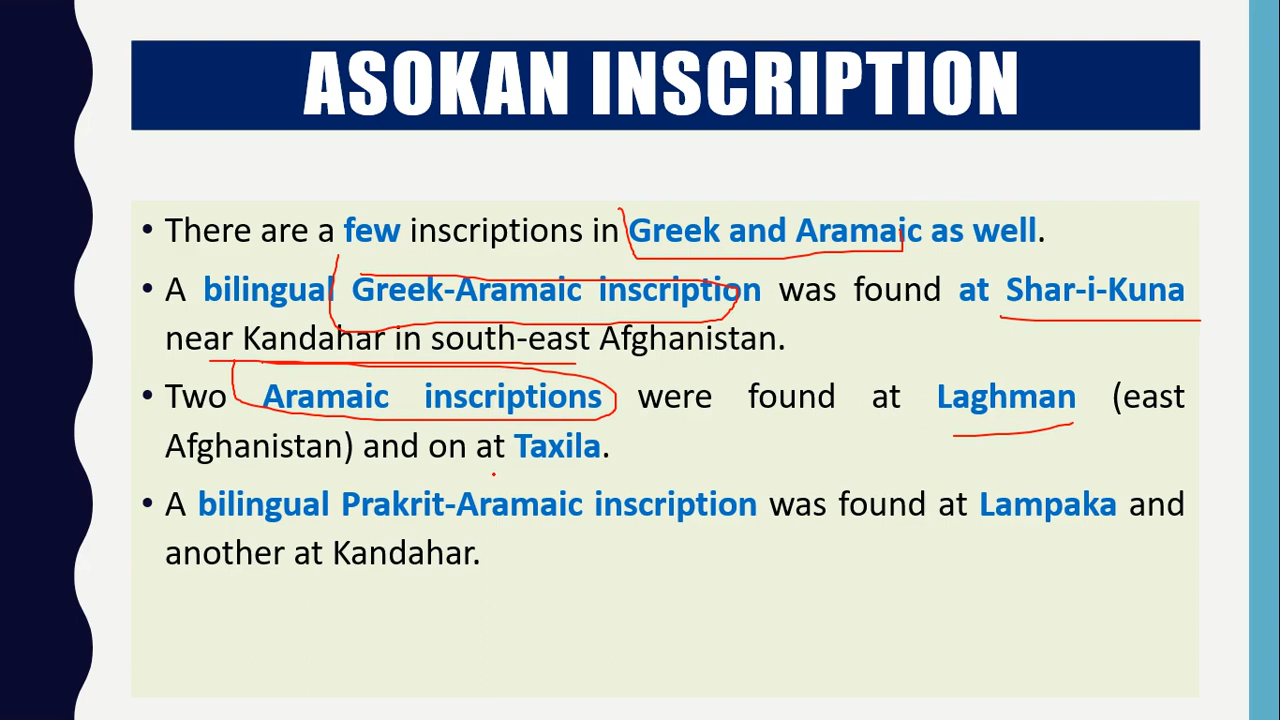 ASOKAN INSCRIPTION
• There are a few inscriptions in Greek and Aramaic as well.
• A bilingual Greek-Aramaic inscription was found at Shar-i-Kuna
near Kandahar in south-east Afghanistan.
• Two Aramaic inscriptions were found at Laghman (east
Afghanistan) and on at Taxila.
• A bilingual Prakrit-Aramaic inscription was found at Lampaka and
another at Kandahar.